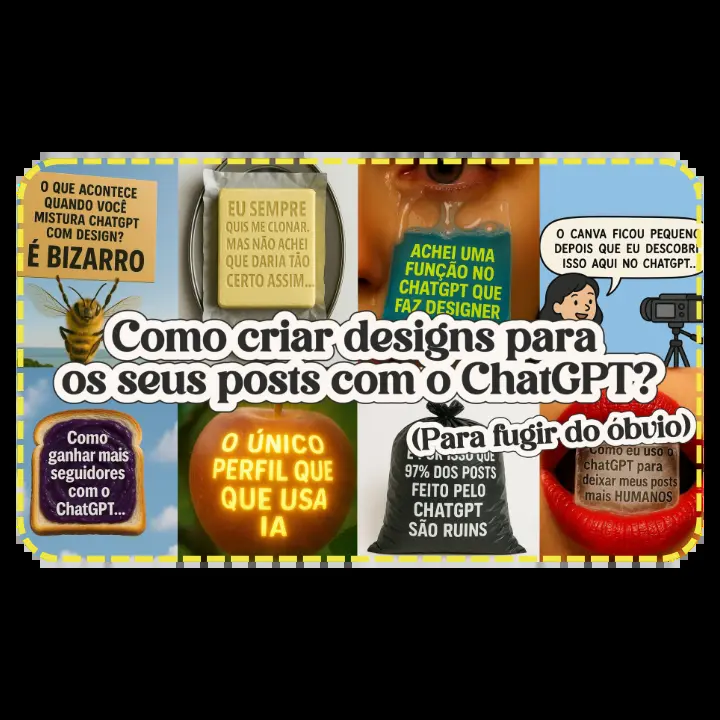 O QUE ACONTECE
QUANDO VOCÊ
MISTURA CHATGPT
COM DESIGN?
É BIZARRO
EU SEMPRE
QUIS ME CLONAR.
MAS NÃO ACHEI
QUE DARIA TÃO
CERTO ASSIM...
ACHEI UMA
FUNÇÃO NO
CHATGPT QUE
FAZ DESIGNER
O CANVA FICOU PEQUENO
DEPOIS QUE EU DESCOBRI
ISSO AQUI NO CHATGPT...
Como criar designs para
os seus posts com o ChatGPT?
(Para fugir do óbvio)
Como
ganhar mais
seguidores
com o
ChatGPT...
O ÚNICO
PERFIL QUE
QUE USA
IA
É POR ISSO QUE
97% DOS POSTS
FEITO PELO
CHATGPT
SÃO RUINS
Como eu uso o
chatGPT para
deixar meus posts
mais HUMANOS